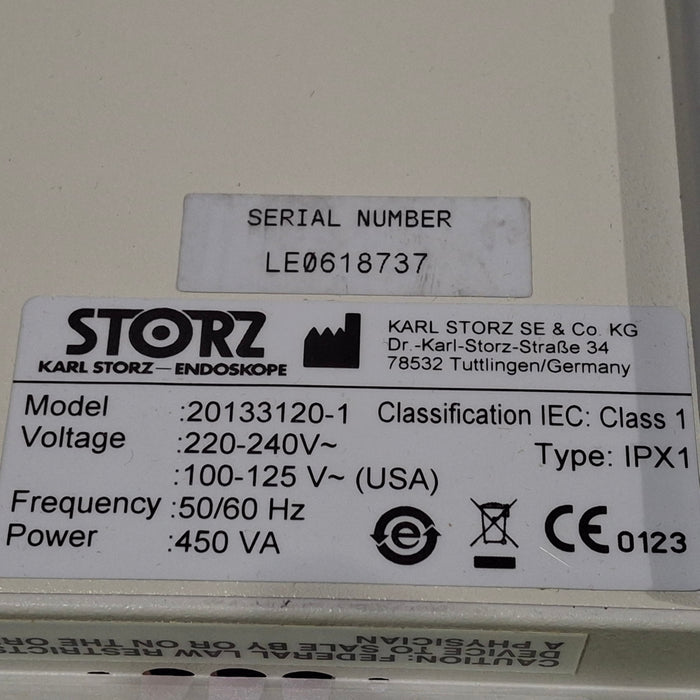 SERIAL NUMBER
LE0618737
STORZ
KARL STORZ—ENDOSKOPE
KARL STORZ SE & Co. KG
Dr.-Karl-Storz-Straße 34
78532 Tuttlingen/Germany
Model :20133120-1 Classification IEC: Class 1
Voltage :220-240V~ Type: IPX1
:100-125 V~ (USA)
Frequency :50/60 Hz
Power :450 VA
e
CE 0123
CAUTION: FEDERAL LAW RESTRICTS
DEVICE TO SALE BY OR ON THE OR
A PHYSICIAN